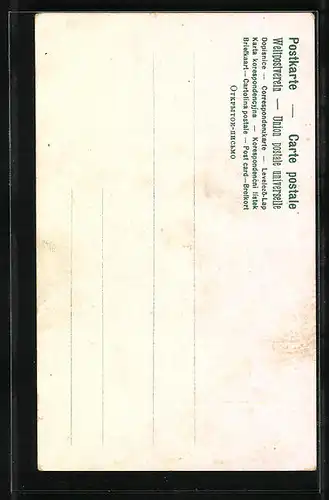 Postkarte — Carte postale
Weltpostverein — Union postale universelle
Dopisnice — Correspondenzkarte — Levelező-Lap
Karta korespondencyjna — Korespondenční lístek
Briefkaart — Cartolina postale — Post card — Brefkort
Открытое-письмо